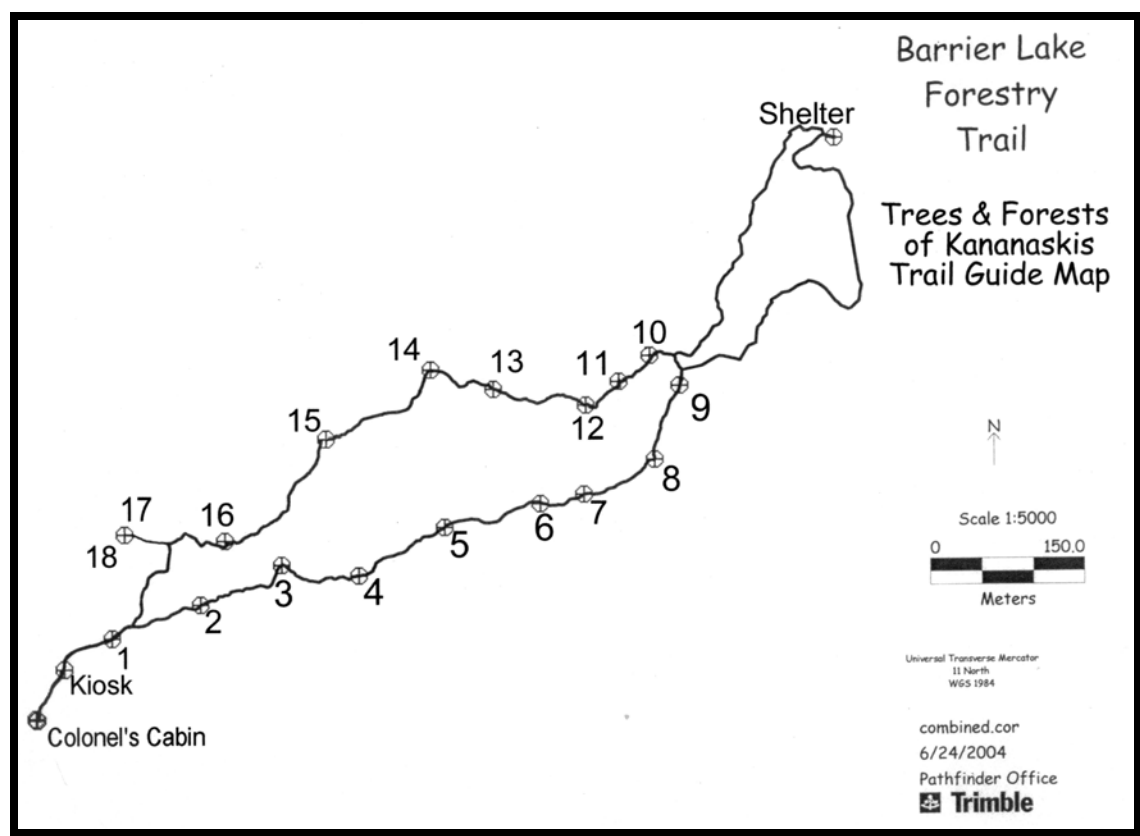 Barrier Lake
Forestry
Trail
Trees & Forests
of Kananaskis
Trail Guide Map
Shelter
10
14
13
11
9
12
15
8
17
16
7
6
18
5
3
4
2
1
Kiosk
Colonel's Cabin
N
Scale 1:5000
0 150.0
Meters
Universal Transverse Mercator
11 North
WGS 1984
combined.cor
6/24/2004
Pathfinder Office
Trimble